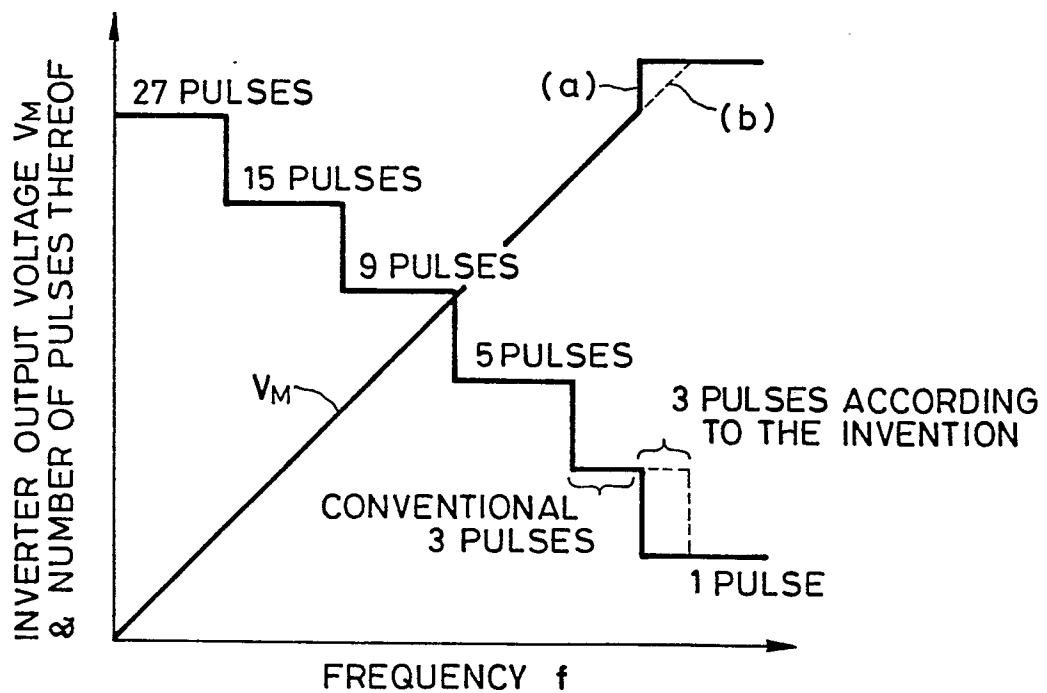 INVERTER OUTPUT VOLTAGE VM
& NUMBER OF PULSES THEREOF
27 PULSES
15 PULSES
9 PULSES
5 PULSES
(a)
(b)
VM
3 PULSES ACCORDING
TO THE INVENTION
CONVENTIONAL
3 PULSES
1 PULSE
FREQUENCY f